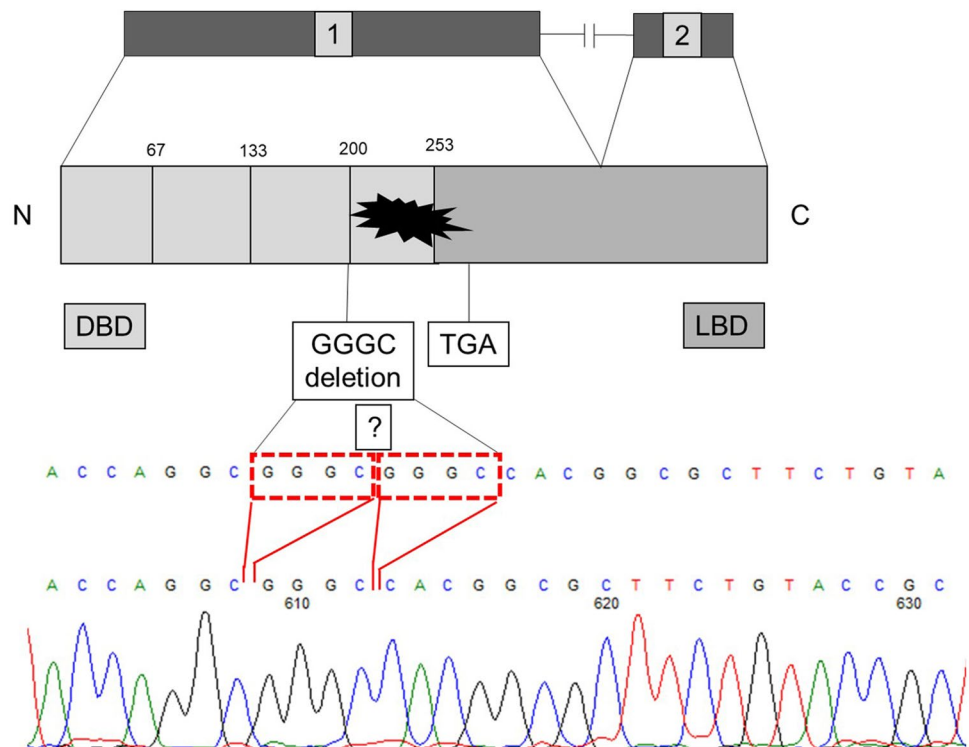 1
2
67 133 200 253
N
C
DBD
GGGC
deletion
TGA
LBD
?
A C C A G G C G G G C G G G C C A C G G C G C T T C T G T A
A C C A G G C G G G C C A C G G C G C T T C T G T A C C G C
610 620 630